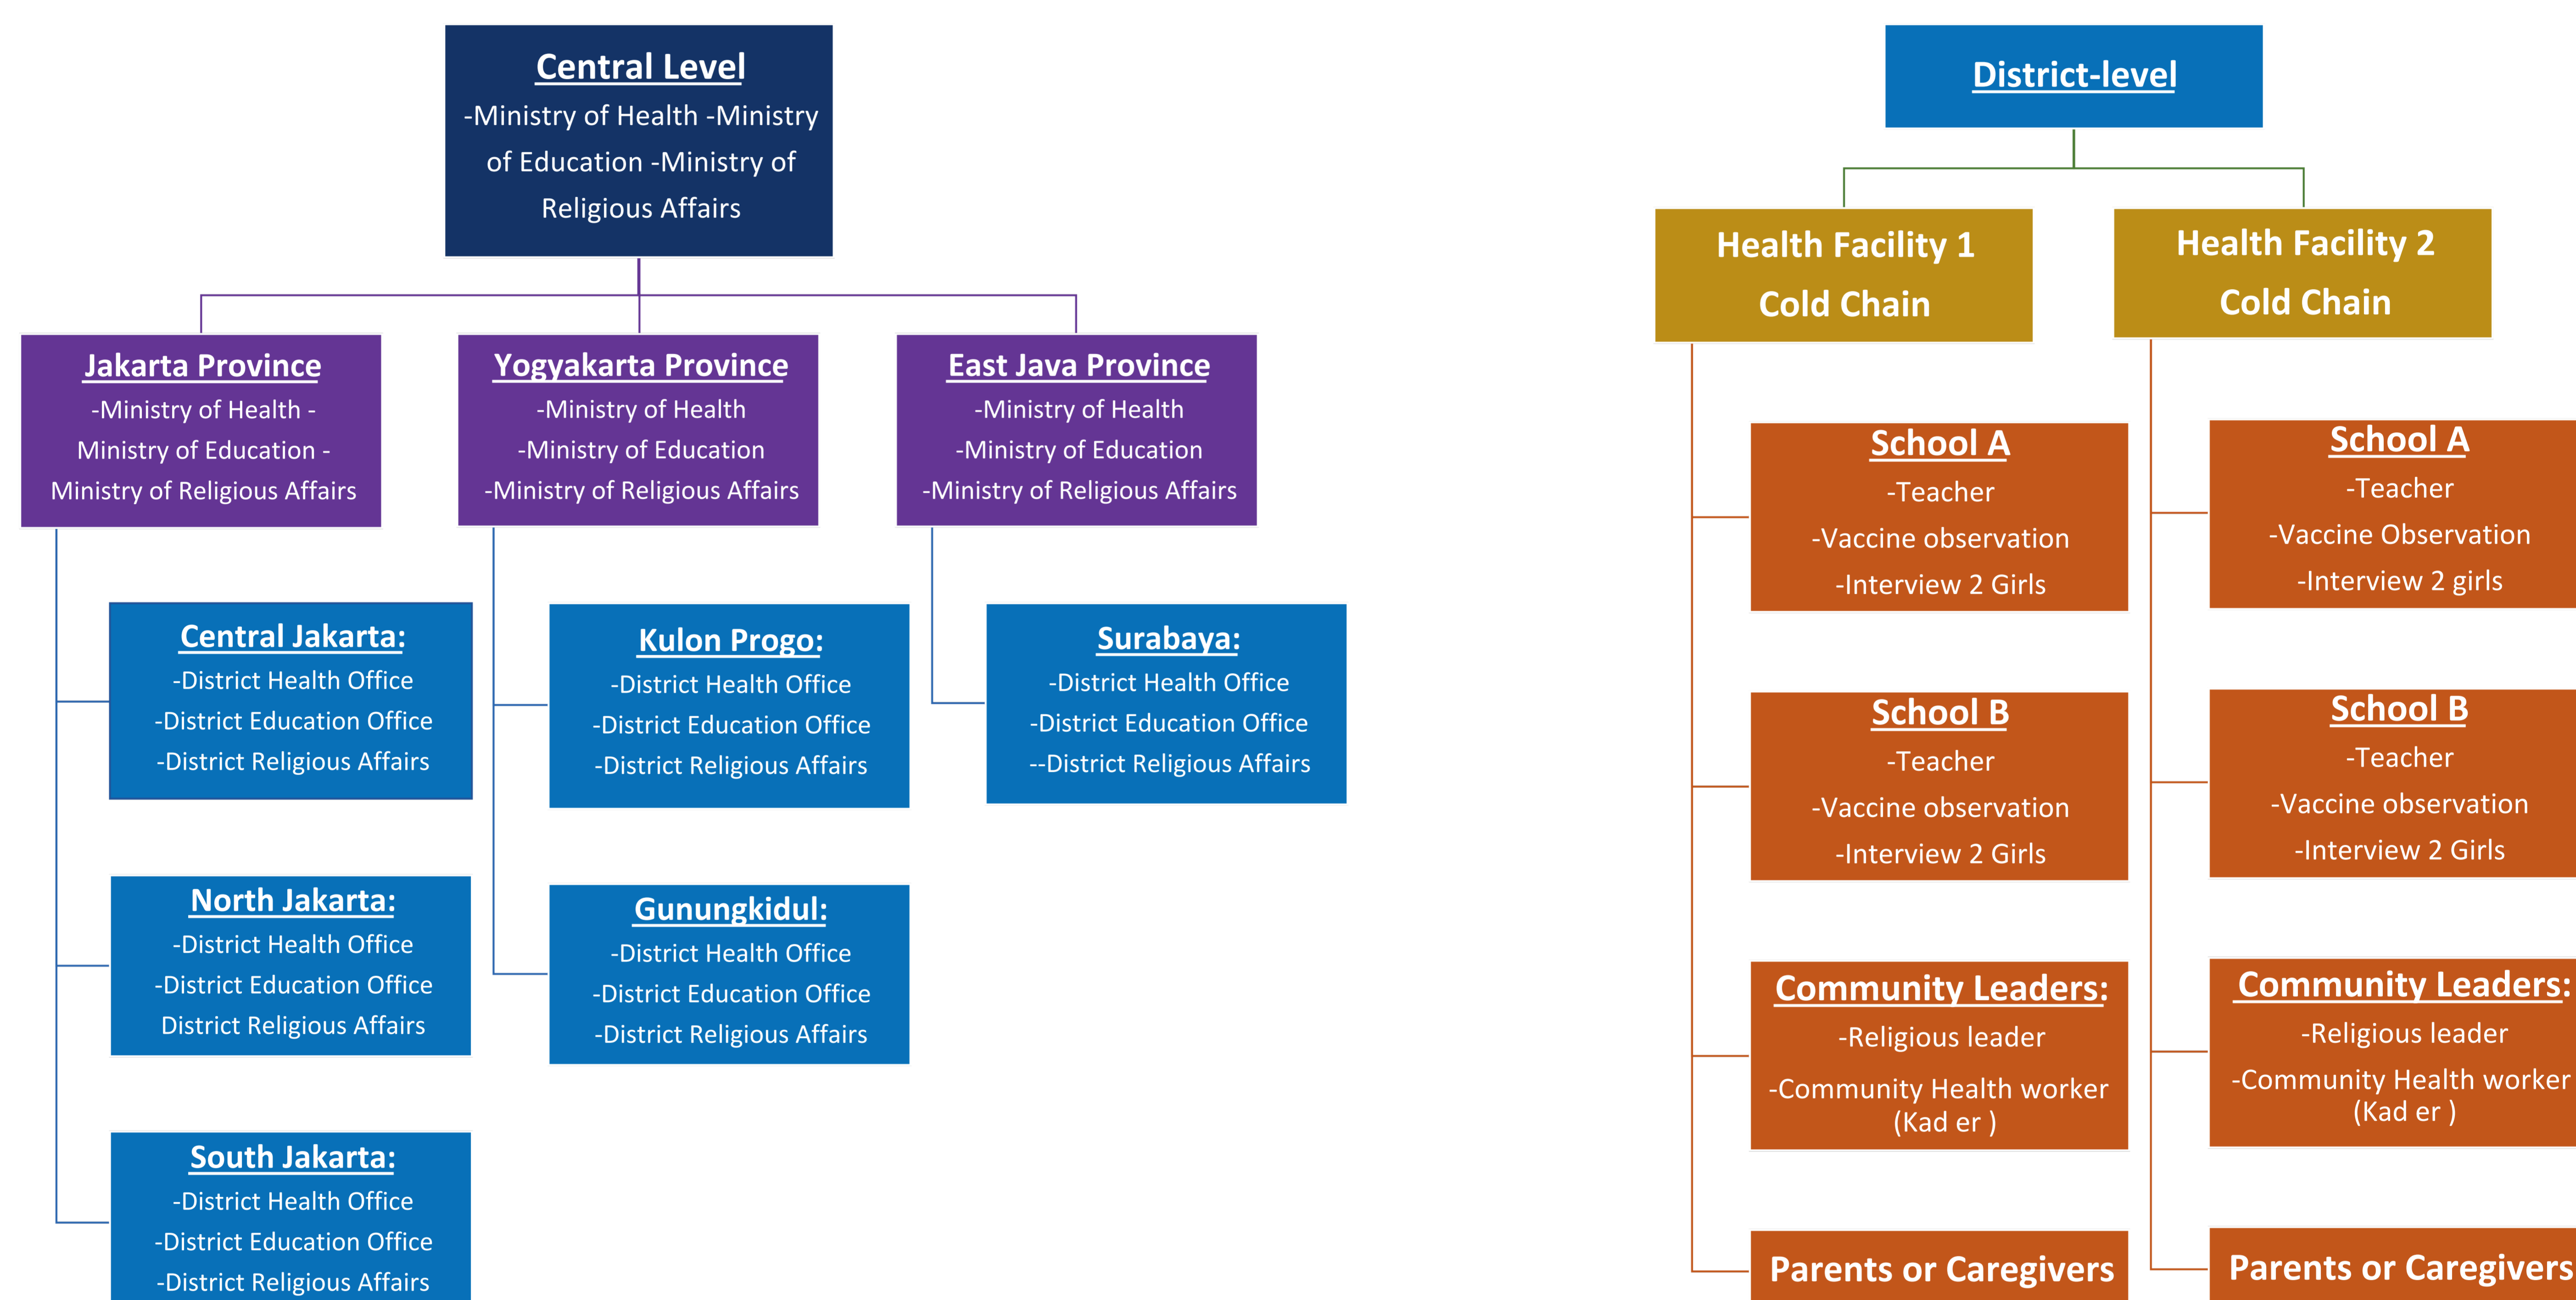 Central Level
-Ministry of Health -Ministry
of Education -Ministry of
Religious Affairs
Jakarta Province
-Ministry of Health -
Ministry of Education -
Ministry of Religious Affairs
Yogyakarta Province
-Ministry of Health
-Ministry of Education
-Ministry of Religious Affairs
East Java Province
-Ministry of Health
-Ministry of Education
-Ministry of Religious Affairs
Central Jakarta:
-District Health Office
-District Education Office
-District Religious Affairs
North Jakarta:
-District Health Office
-District Education Office
District Religious Affairs
South Jakarta:
-District Health Office
-District Education Office
-District Religious Affairs
Kulon Progo:
-District Health Office
-District Education Office
-District Religious Affairs
Gunungkidul:
-District Health Office
-District Education Office
-District Religious Affairs
Surabaya:
-District Health Office
-District Education Office
--District Religious Affairs
District-level
Health Facility 1
Cold Chain
School A
-Teacher
-Vaccine observation
-Interview 2 Girls
School B
-Teacher
-Vaccine observation
-Interview 2 Girls
Community Leaders:
-Religious leader
-Community Health worker
(Kad er )
Parents or Caregivers
Health Facility 2
Cold Chain
School A
-Teacher
-Vaccine Observation
-Interview 2 girls
School B
-Teacher
-Vaccine observation
-Interview 2 Girls
Community Leaders:
-Religious leader
-Community Health worker
(Kad er )
Parents or Caregivers